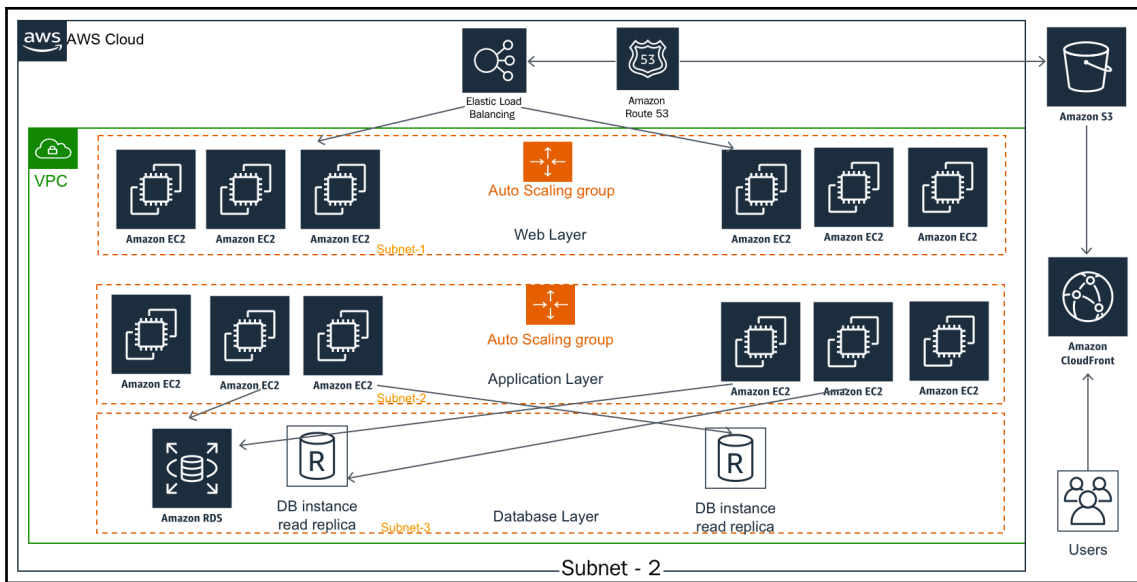 aws
AWS Cloud
Elastic Load
Balancing
53
Amazon
Route 53
Amazon S3
VPC
Amazon EC2
Amazon EC2
Amazon EC2
Auto Scaling group
Amazon EC2
Amazon EC2
Amazon EC2
Web Layer
Subnet-1
Amazon EC2
Amazon EC2
Amazon EC2
Auto Scaling group
Amazon EC2
Amazon EC2
Amazon EC2
Application Layer
Subnet-2
Amazon
CloudFront
Amazon RDS
R
DB instance
read replica
R
DB instance
read replica
Database Layer
Subnet-3
Users
Subnet - 2